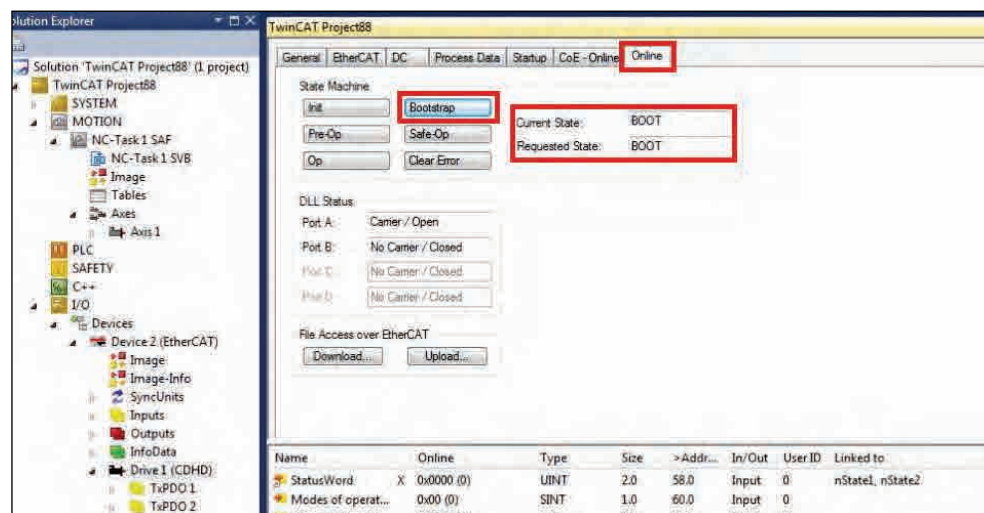 olution Explorer
Solution 'TwinCAT Project88' (1 project)
TwinCAT Project88
SYSTEM
MOTION
NC-Task 1 SAF
NC-Task 1 SVB
Image
Tables
Axes
Axis 1
PLC
SAFETY
C++
I/O
Devices
Device 2 (EtherCAT)
Image
Image-Info
SyncUnits
Inputs
Outputs
InfoData
Drive 1 (CDHD)
TxPDO 1
TxPDO 2
TwinCAT Project88
General EtherCAT DC Process Data Startup CoE - Online Online
State Machine
Init Bootstrap
Pre-Op Safe-Op
Op Clear Error
Current State: BOOT
Requested State: BOOT
DLL Status
Port A: Carrier / Open
Port B: No Carrier / Closed
Port C: No Carrier / Closed
Port D: No Carrier / Closed
File Access over EtherCAT
Download... Upload...
Name Online Type Size >Addr... In/Out User ID Linked to
StatusWord X 0x0000 (0) UINT 2.0 58.0 Input 0 nState1, nState2
Modes of operat... 0x00 (0) SINT 1.0 60.0 Input 0